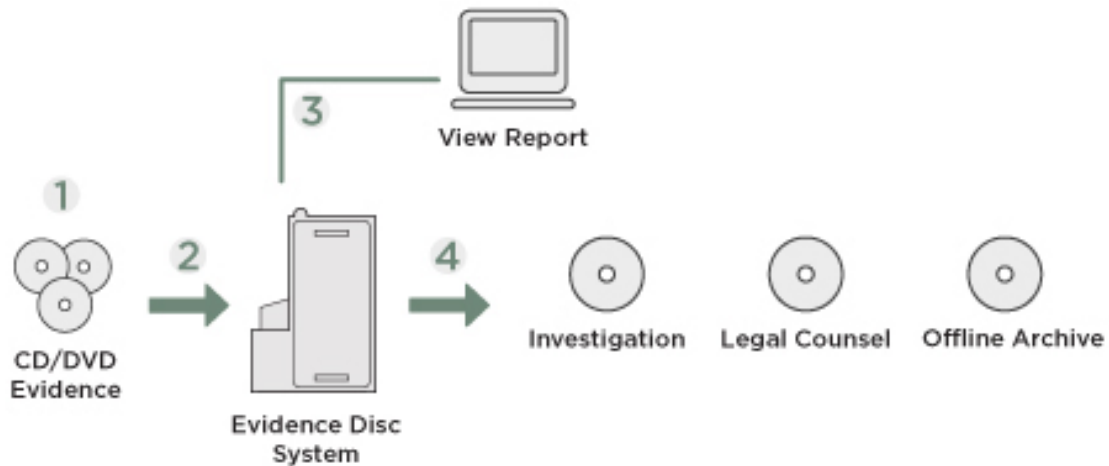 3
View Report
1
2
4
CD/DVD
Evidence
Evidence Disc
System
Investigation
Legal Counsel
Offline Archive